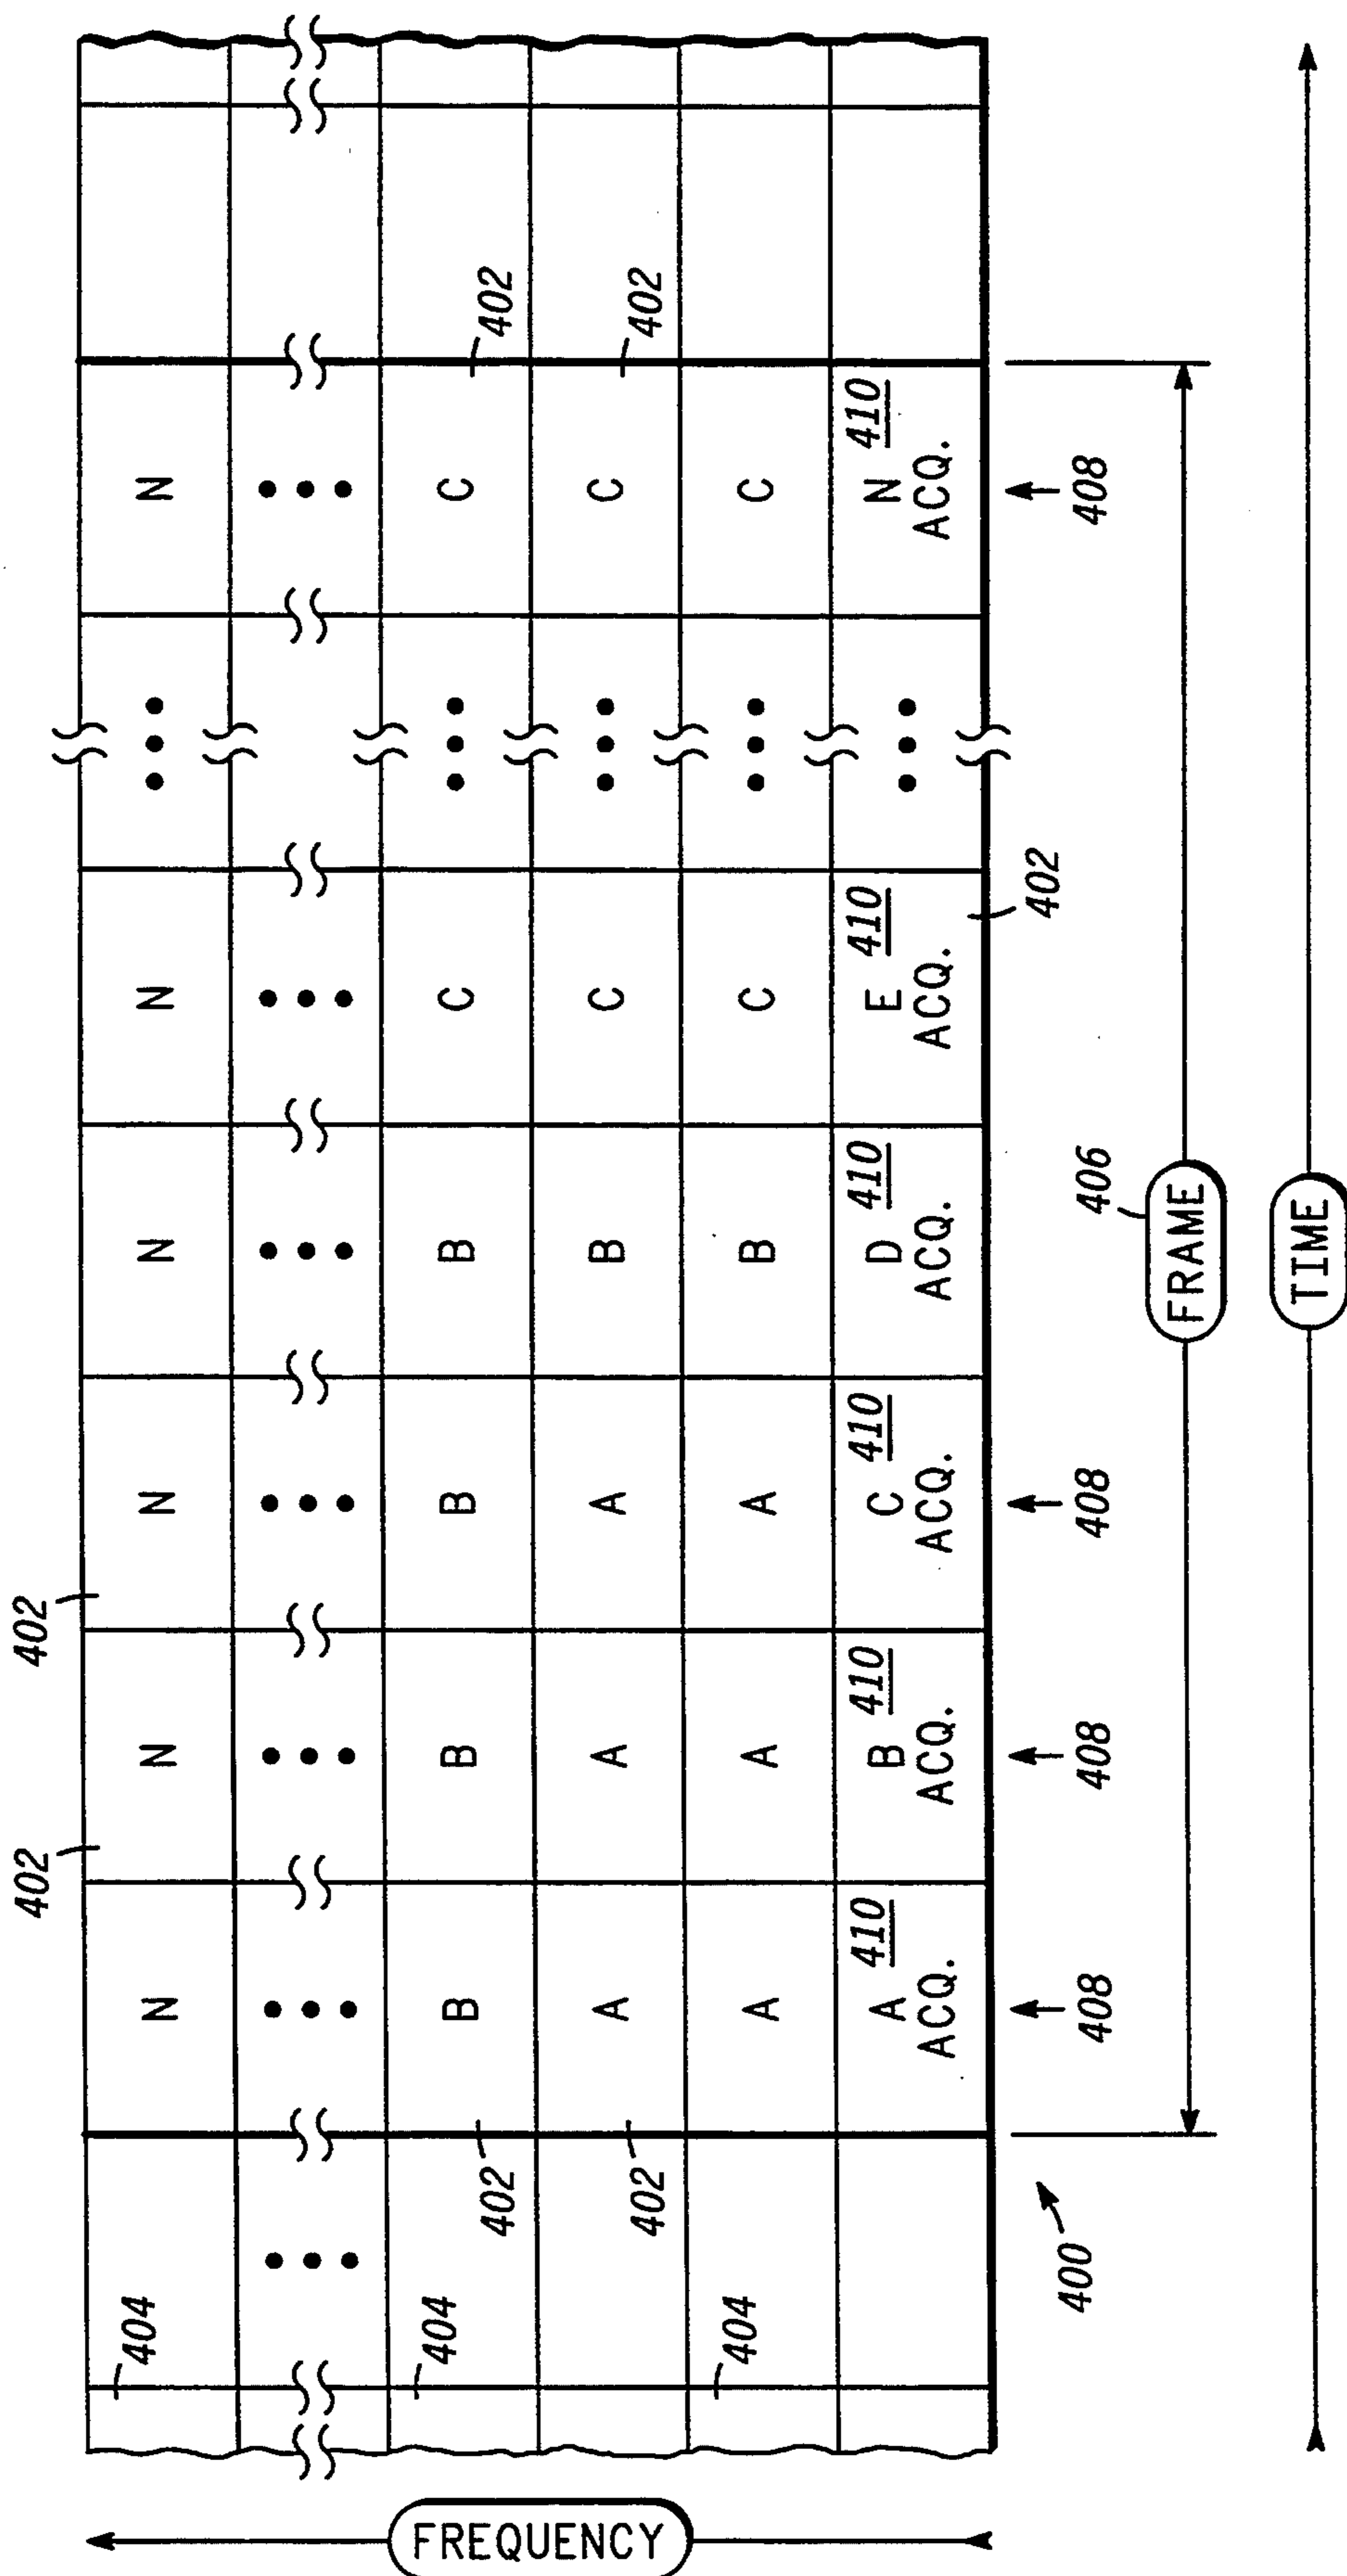 402 402
404 N N N N N • • • N
• • • • • • • • • • • • • • • • • • • • •
404 B B B B C • • • C
402 402
A A A B C • • • C
402 402
404 A A A B C • • • C
A 410 B 410 C 410 D 410 E 410 • • • N 410
ACQ. ACQ. ACQ. ACQ. ACQ. ACQ.
FREQUENCY
402
400 408 408 408 406 408
FRAME
TIME